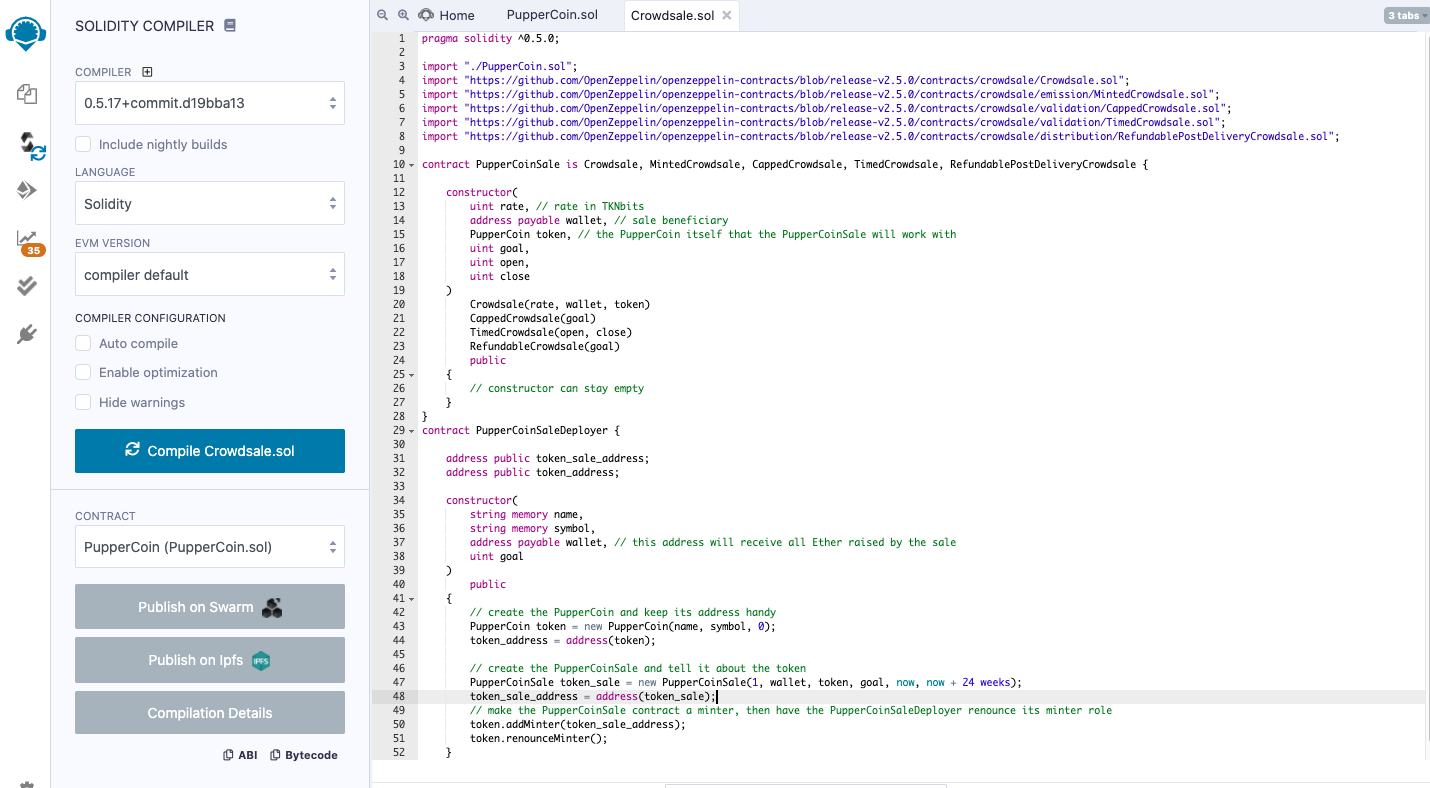 SOLIDITY COMPILER
COMPILER
0.5.17+commit.d19bba13
Include nightly builds
LANGUAGE
Solidity
EVM VERSION
compiler default
COMPILER CONFIGURATION
Auto compile
Enable optimization
Hide warnings
Compile Crowdsale.sol
CONTRACT
PupperCoin (PupperCoin.sol)
Publish on Swarm
Publish on Ipfs
IPFS
Compilation Details
ABI Bytecode
35
Home PupperCoin.sol Crowdsale.sol 3 tabs
1 pragma solidity ^0.5.0;
2
3 import "./PupperCoin.sol";
4 import "https://github.com/OpenZeppelin/openzeppelin-contracts/blob/release-v2.5.0/contracts/crowdsale/Crowdsale.sol";
5 import "https://github.com/OpenZeppelin/openzeppelin-contracts/blob/release-v2.5.0/contracts/crowdsale/emission/MintedCrowdsale.sol";
6 import "https://github.com/OpenZeppelin/openzeppelin-contracts/blob/release-v2.5.0/contracts/crowdsale/validation/CappedCrowdsale.sol";
7 import "https://github.com/OpenZeppelin/openzeppelin-contracts/blob/release-v2.5.0/contracts/crowdsale/validation/TimedCrowdsale.sol";
8 import "https://github.com/OpenZeppelin/openzeppelin-contracts/blob/release-v2.5.0/contracts/crowdsale/distribution/RefundablePostDeliveryCrowdsale.sol";
9
10 contract PupperCoinSale is Crowdsale, MintedCrowdsale, CappedCrowdsale, TimedCrowdsale, RefundablePostDeliveryCrowdsale {
11
12 constructor(
13 uint rate, // rate in TKNbits
14 address payable wallet, // sale beneficiary
15 PupperCoin token, // the PupperCoin itself that the PupperCoinSale will work with
16 uint goal,
17 uint open,
18 uint close
19 )
20 Crowdsale(rate, wallet, token)
21 CappedCrowdsale(goal)
22 TimedCrowdsale(open, close)
23 RefundableCrowdsale(goal)
24 public
25 {
26 // constructor can stay empty
27 }
28 }
29 contract PupperCoinSaleDeployer {
30
31 address public token_sale_address;
32 address public token_address;
33
34 constructor(
35 string memory name,
36 string memory symbol,
37 address payable wallet, // this address will receive all Ether raised by the sale
38 uint goal
39 )
40 public
41 {
42 // create the PupperCoin and keep its address handy
43 PupperCoin token = new PupperCoin(name, symbol, 0);
44 token_address = address(token);
45
46 // create the PupperCoinSale and tell it about the token
47 PupperCoinSale token_sale = new PupperCoinSale(1, wallet, token, goal, now, now + 24 weeks);
48 token_sale_address = address(token_sale);
49 // make the PupperCoinSale contract a minter, then have the PupperCoinSaleDeployer renounce its minter role
50 token.addMinter(token_sale_address);
51 token.renounceMinter();
52 }